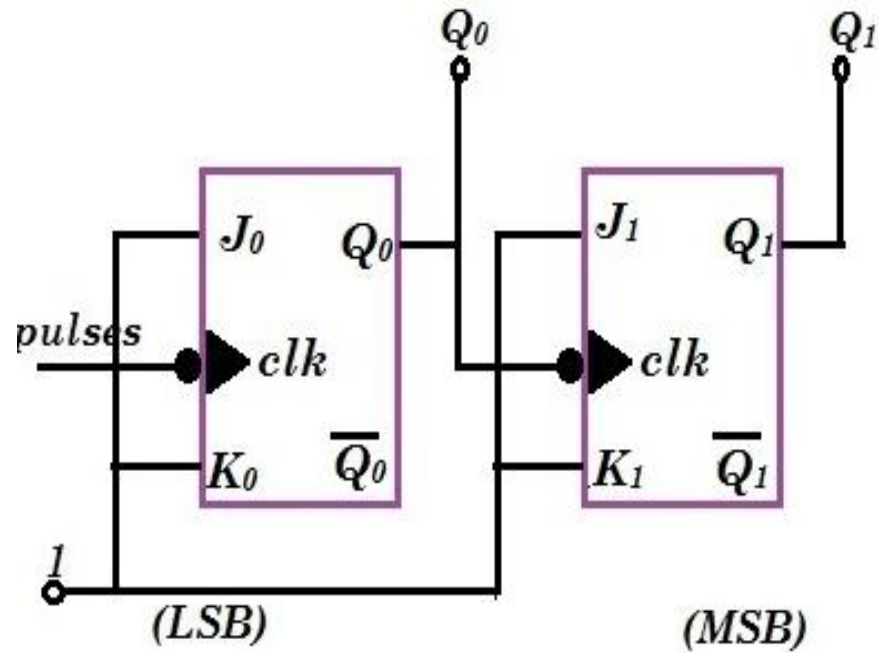 Q₀ Q₁
J₀ Q₀ J₁ Q₁
pulses clk clk
K₀ Q̅₀ K₁ Q̅₁
1
(LSB) (MSB)